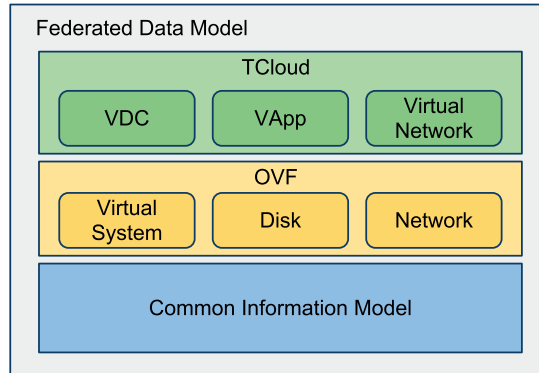 Federated Data Model
TCloud
VDC
VApp
Virtual
Network
OVF
Virtual
System
Disk
Network
Common Information Model